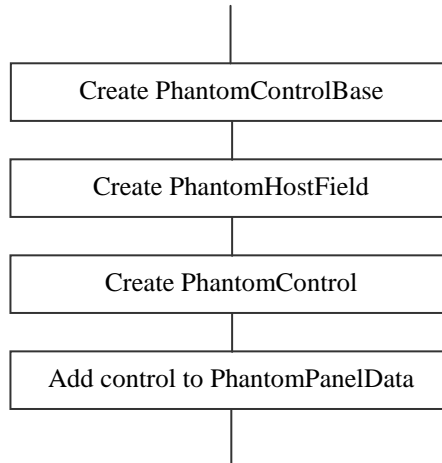 Create PhantomControlBase
Create PhantomHostField
Create PhantomControl
Add control to PhantomPanelData